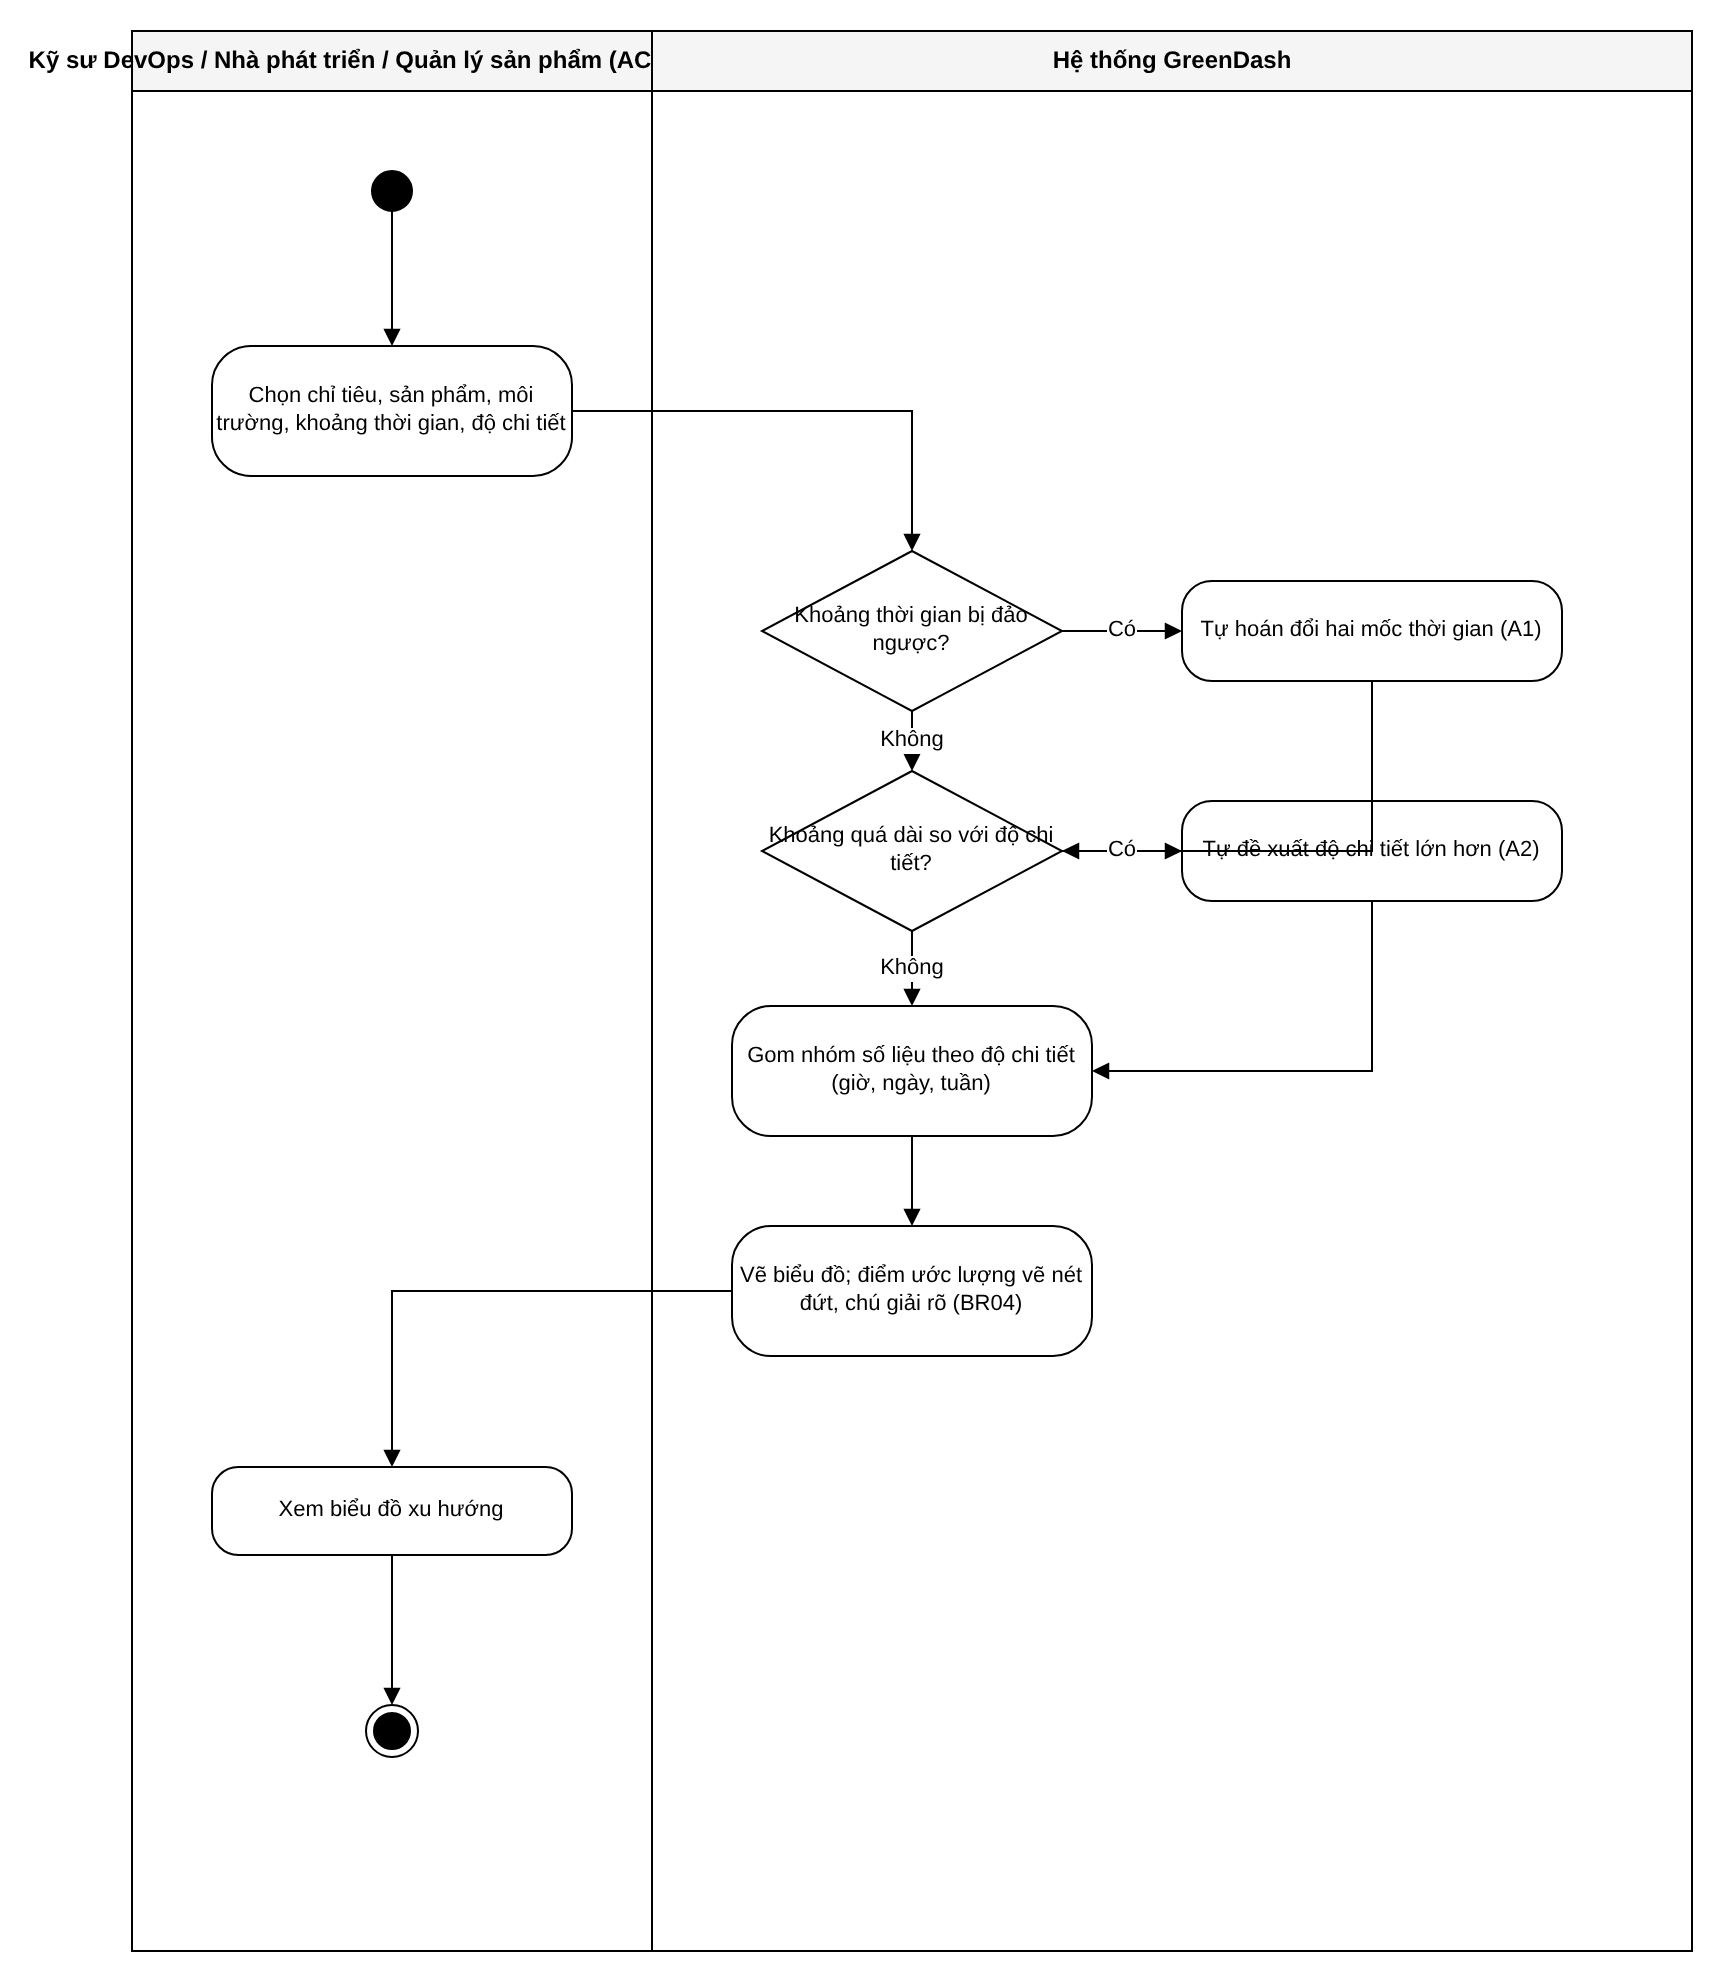 Kỹ sư DevOps / Nhà phát triển / Quản lý sản phẩm (AC
Hệ thống GreenDash
Chọn chỉ tiêu, sản phẩm, môi
trường, khoảng thời gian, độ chi tiết
Khoảng thời gian bị đảo
ngược?
Có
Tự hoán đổi hai mốc thời gian (A1)
Không
Khoảng quá dài so với độ chi
tiết?
Có
Tự đề xuất độ chi tiết lớn hơn (A2)
Không
Gom nhóm số liệu theo độ chi tiết
(giờ, ngày, tuần)
Vẽ biểu đồ; điểm ước lượng vẽ nét
đứt, chú giải rõ (BR04)
Xem biểu đồ xu hướng